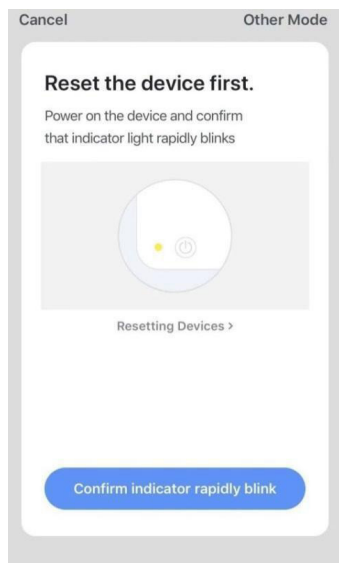 Cancel
Other Mode
Reset the device first.
Power on the device and confirm
that indicator light rapidly blinks
Resetting Devices >
Confirm indicator rapidly blink